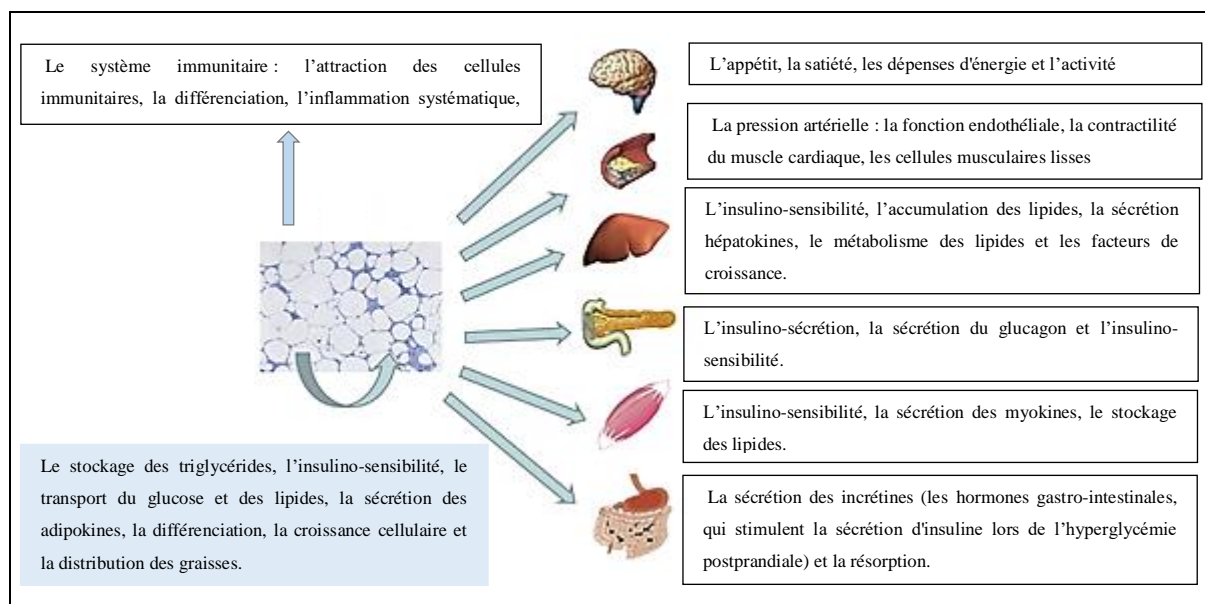 Le système immunitaire : l'attraction des cellules
immunitaires, la différenciation, l'inflammation systématique,
L'appétit, la satiété, les dépenses d'énergie et l'activité
La pression artérielle : la fonction endothéliale, la contractilité
du muscle cardiaque, les cellules musculaires lisses
L'insulino-sensibilité, l'accumulation des lipides, la sécrétion
hépatokines, le métabolisme des lipides et les facteurs de
croissance.
L'insulino-sécrétion, la sécrétion du glucagon et l'insulino-
sensibilité.
L'insulino-sensibilité, la sécrétion des myokines, le stockage
des lipides.
La sécrétion des incrétines (les hormones gastro-intestinales,
qui stimulent la sécrétion d'insuline lors de l'hyperglycémie
postprandiale) et la résorption.
Le stockage des triglycérides, l'insulino-sensibilité, le
transport du glucose et des lipides, la sécrétion des
adipokines, la différenciation, la croissance cellulaire et
la distribution des graisses.